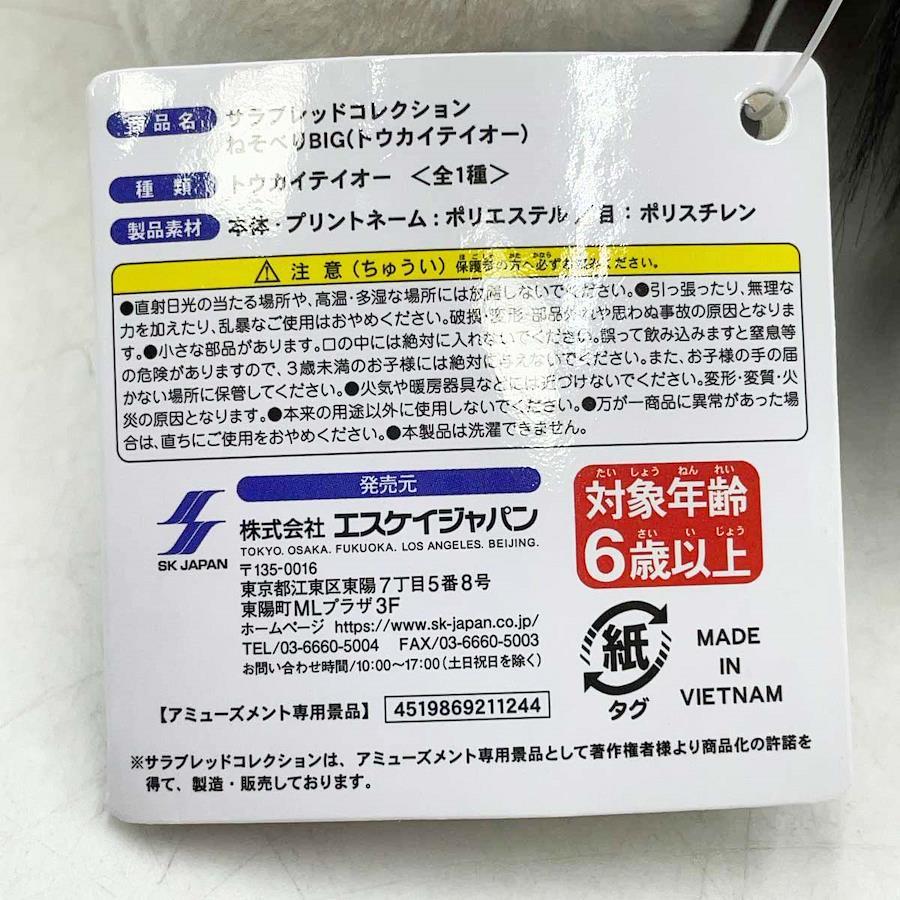 商品名 サラブレッドコレクション
ねそべりBIG(トウカイテイオー)
種類 トウカイテイオー <全1種>
製品素材 本体・プリントネーム:ポリエステル/目:ポリスチレン
注意(ちゅうい) 保護者の方へ必ずお読みください。
●直射日光の当たる場所や、高温・多湿な場所には放置しないでください。●引っ張ったり、無理な
力を加えたり、乱暴なご使用はおやめください。破損・変形・部品外れや思わぬ事故の原因となりま
す。●小さな部品があります。口の中には絶対に入れないでください。誤って飲み込みますと窒息等
の危険がありますので、3歳未満のお子様には絶対に与えないでください。また、お子様の手の届
かない場所に保管してください。●火気や暖房器具などには近づけないでください。変形・変質・火
災の原因となります。●本来の用途以外に使用しないでください。●万が一商品に異常があった場
合は、直ちにご使用をおやめください。●本製品は洗濯できません。
発売元
SK JAPAN
株式会社 エスケイジャパン
TOKYO. OSAKA. FUKUOKA. LOS ANGELES. BEIJING.
〒135-0016
東京都江東区東陽7丁目5番8号
東陽町MLプラザ3F
ホームページ https://www.sk-japan.co.jp/
TEL/03-6660-5004 FAX/03-6660-5003
お問い合わせ時間/10:00〜17:00(土日祝日を除く)
たいしょうねんれい
対象年齢
さいいじょう
6歳以上
紙
タグ
MADE
IN
VIETNAM
【アミューズメント専用景品】 4519869211244
※サラブレッドコレクションは、アミューズメント専用景品として著作権者様より商品化の許諾を
得て、製造・販売しております。